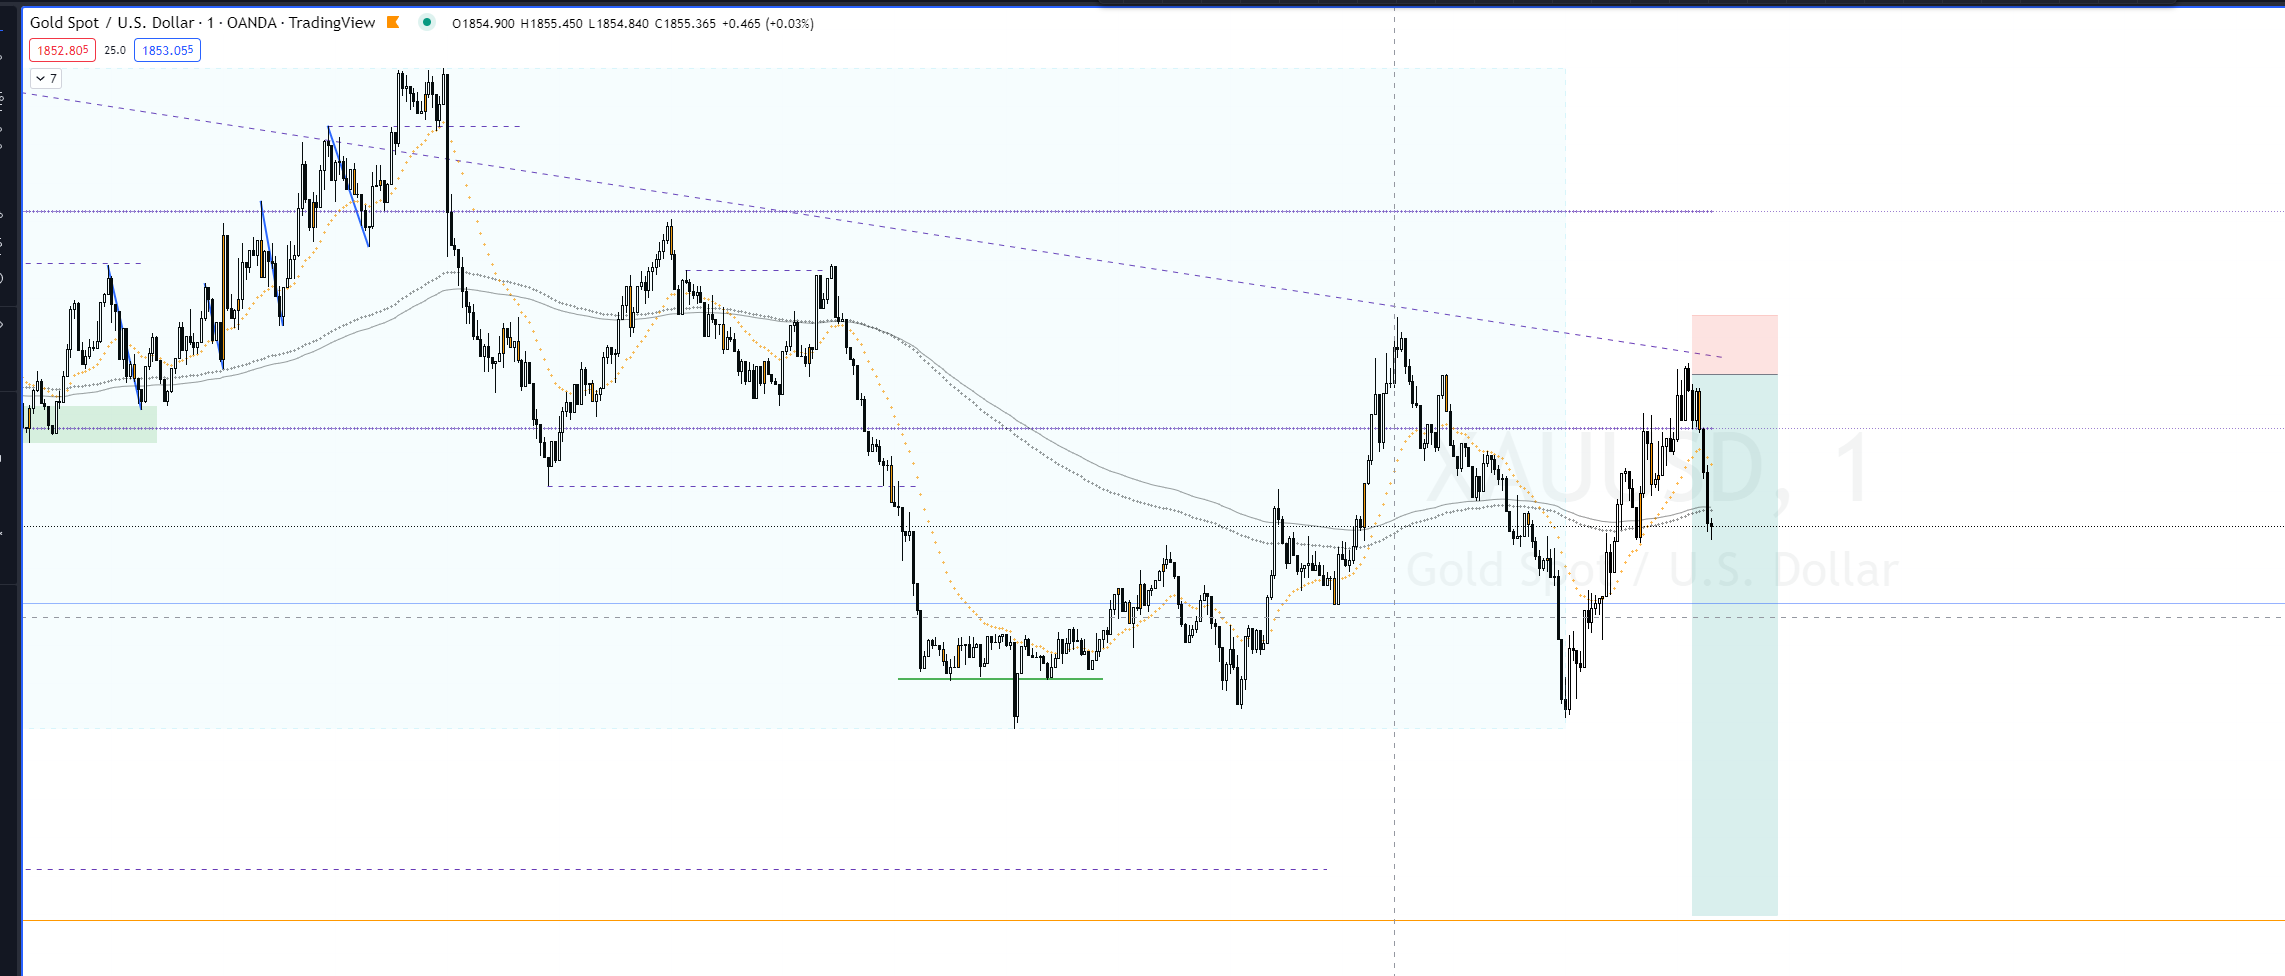 Gold Spot / U.S. Dollar · 1 · OANDA · TradingView O1854.900 H1855.450 L1854.840 C1855.365 +0.465 (+0.03%)
1852.805 25.0 1853.055
7
XAUUSD, 1
Gold Spot / U.S. Dollar